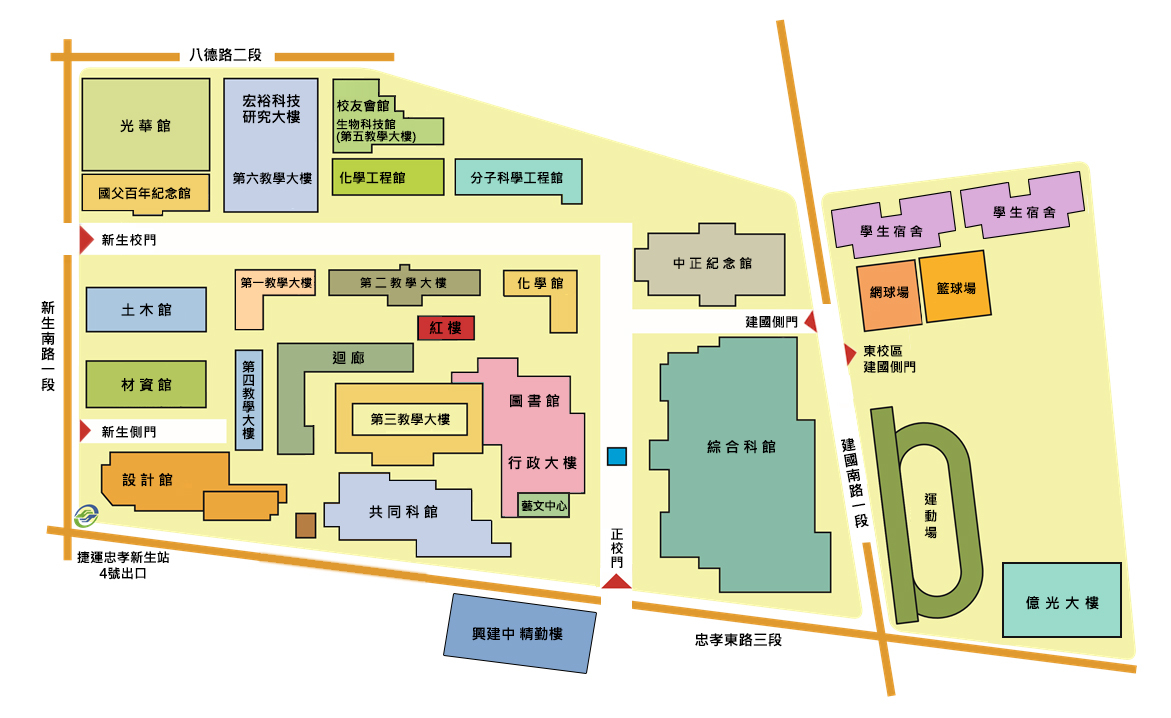 八德路二段
光華館
宏裕科技
研究大樓
第六教學大樓
校友會館
生物科技館
(第五教學大樓)
化學工程館
分子科學工程館
國父百年紀念館
新生校門
中正紀念館
學生宿舍
學生宿舍
網球場
籃球場
第一教學大樓
第二教學大樓
化學館
土木館
紅樓
建國側門
東校區
建國側門
新生南路一段
迴廊
材資館
第四教學大樓
圖書館
第三教學大樓
新生側門
綜合科館
建國南路一段
行政大樓
設計館
藝文中心
共同科館
運動場
正校門
捷運忠孝新生站
4號出口
億光大樓
興建中 精勤樓
忠孝東路三段